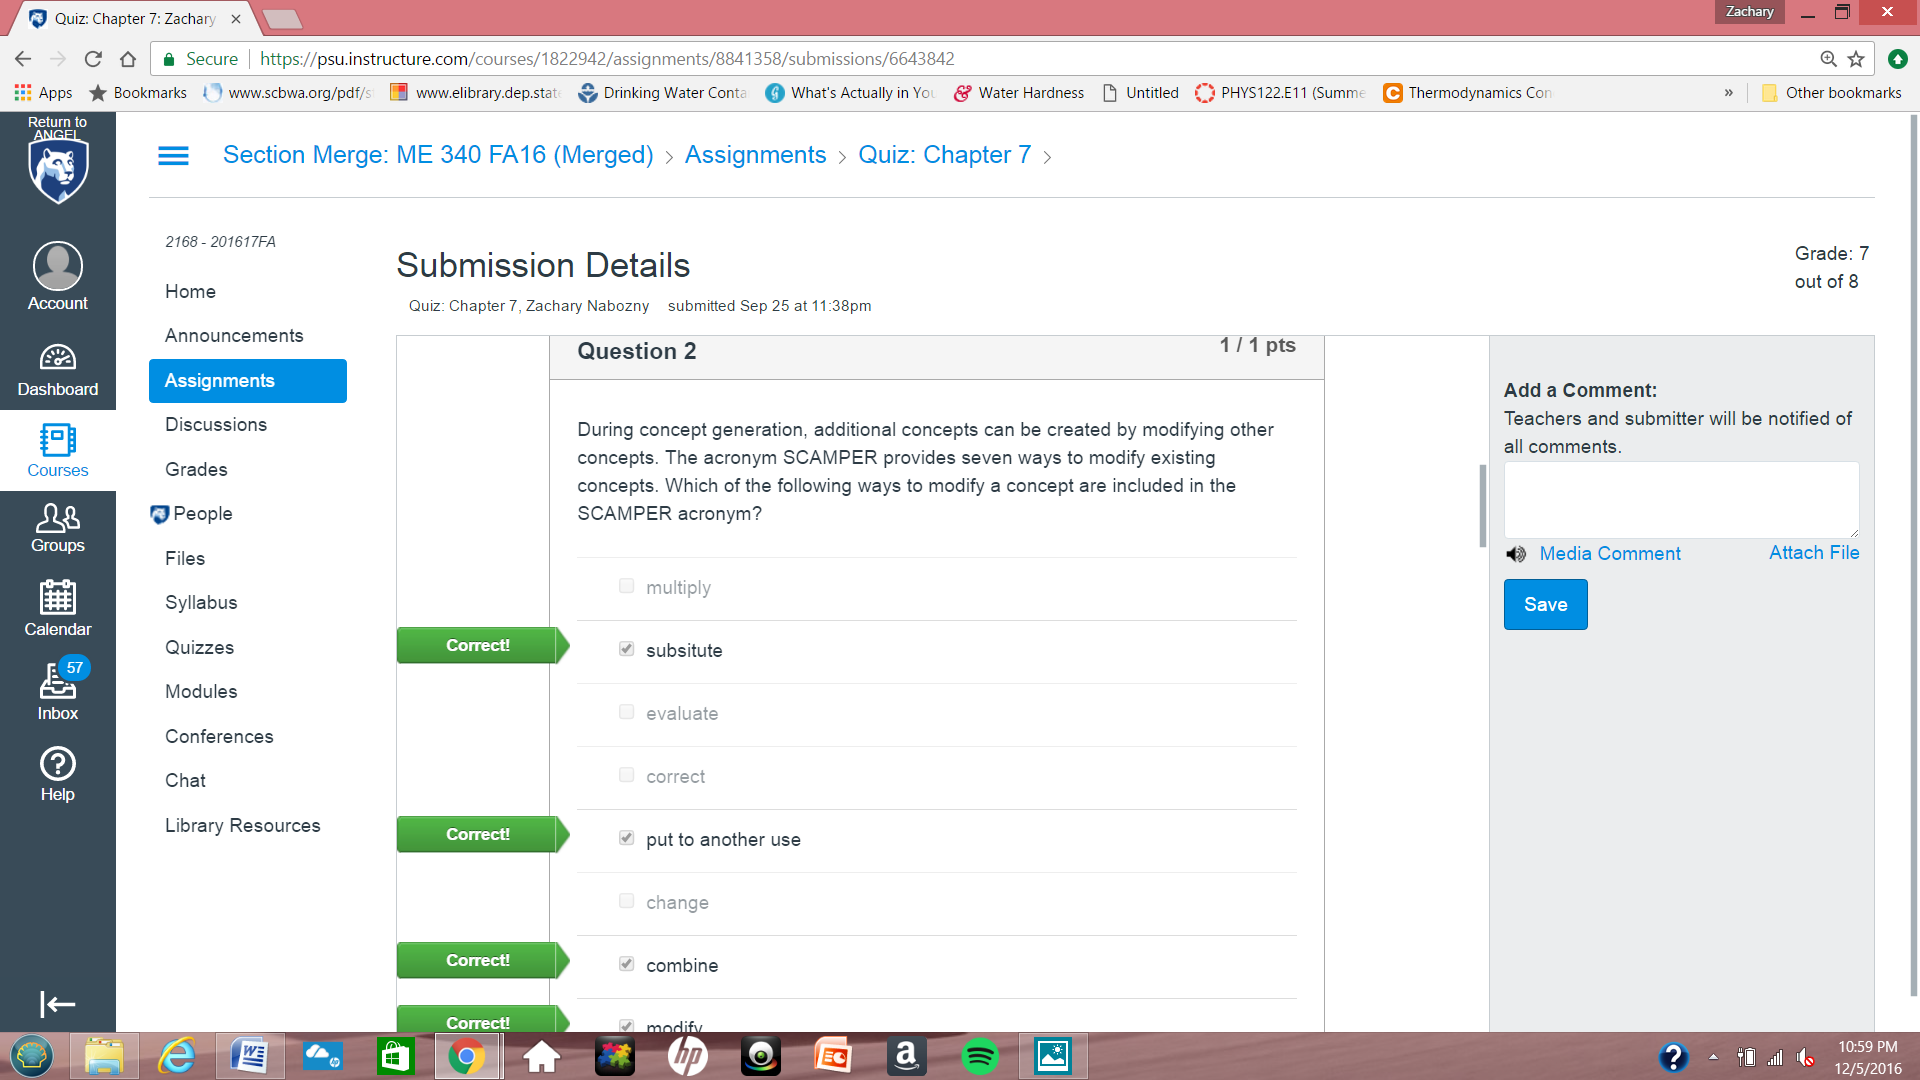 Quiz: Chapter 7: Zachary
Zachary
Secure
https://psu.instructure.com/courses/1822942/assignments/8841358/submissions/6643842
Apps
Bookmarks
www.scbwa.org/pdf/s
www.elibrary.dep.stat
Drinking Water Conta
What's Actually in You
Water Hardness
Untitled
PHYS122.E11 (Summe
Thermodynamics Con
»
Other bookmarks
Return to
ANGEL
Account
Dashboard
Courses
Groups
Calendar
57
Inbox
Help
Section Merge: ME 340 FA16 (Merged) > Assignments > Quiz: Chapter 7 >
2168 - 201617FA
Home
Announcements
Assignments
Discussions
Grades
People
Files
Syllabus
Quizzes
Modules
Conferences
Chat
Library Resources
Submission Details
Quiz: Chapter 7, Zachary Nabozny submitted Sep 25 at 11:38pm
Grade: 7
out of 8
Question 2
1 / 1 pts
During concept generation, additional concepts can be created by modifying other
concepts. The acronym SCAMPER provides seven ways to modify existing
concepts. Which of the following ways to modify a concept are included in the
SCAMPER acronym?
multiply
Correct!
subsitute
evaluate
correct
Correct!
put to another use
change
Correct!
combine
Correct!
modify
Add a Comment:
Teachers and submitter will be notified of
all comments.
Media Comment
Attach File
Save
hp
10:59 PM
12/5/2016